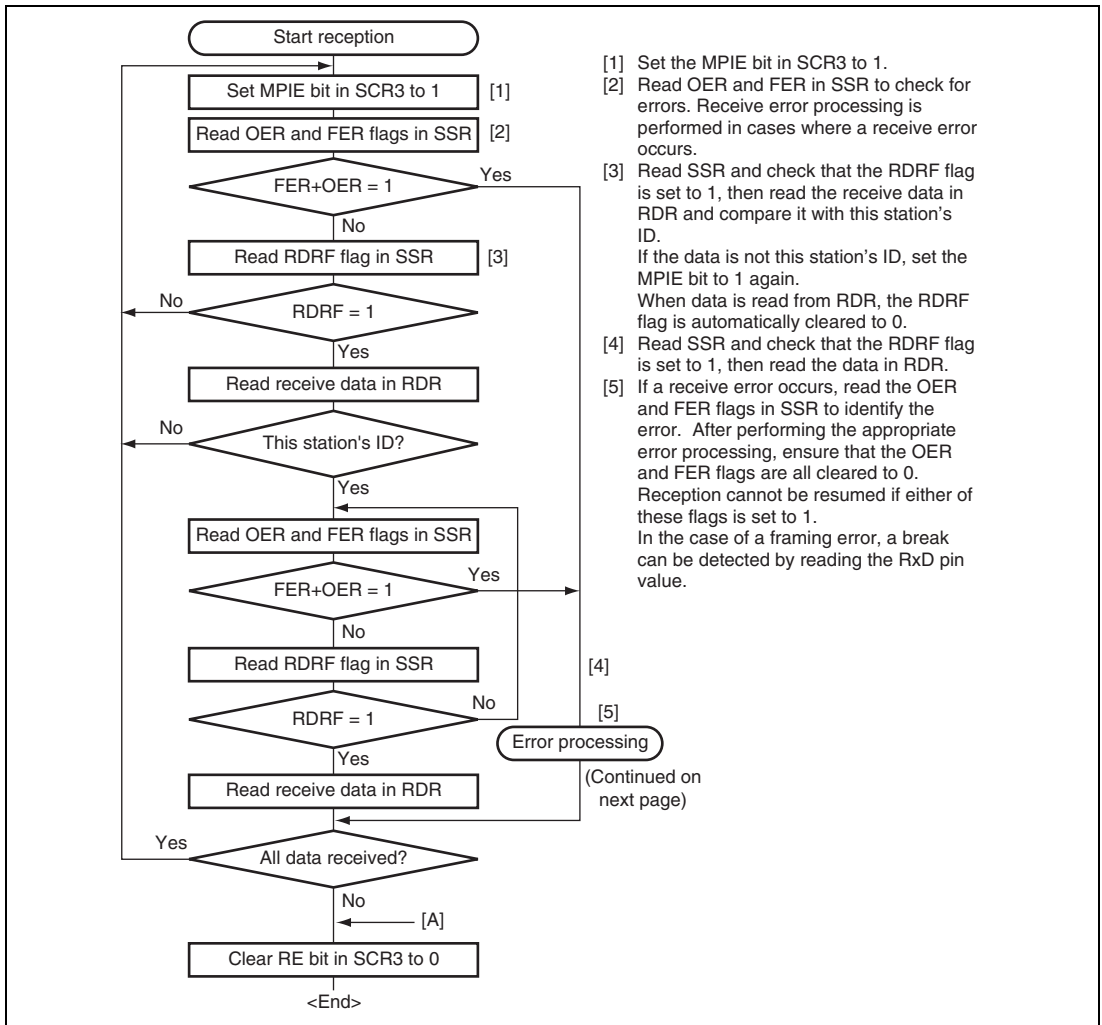 Start reception
Set MPIE bit in SCR3 to 1
[1]
Read OER and FER flags in SSR
[2]
FER+OER = 1
Yes
No
Read RDRF flag in SSR
[3]
RDRF = 1
No
Yes
Read receive data in RDR
This station's ID?
No
Yes
Read OER and FER flags in SSR
FER+OER = 1
Yes
No
Read RDRF flag in SSR
[4]
RDRF = 1
No
Yes
[5]
Error processing
(Continued on
next page)
Read receive data in RDR
All data received?
Yes
No
[A]
Clear RE bit in SCR3 to 0
<End>
[1] Set the MPIE bit in SCR3 to 1.
[2] Read OER and FER in SSR to check for
errors. Receive error processing is
performed in cases where a receive error
occurs.
[3] Read SSR and check that the RDRF flag
is set to 1, then read the receive data in
RDR and compare it with this station's
ID.
If the data is not this station's ID, set the
MPIE bit to 1 again.
When data is read from RDR, the RDRF
flag is automatically cleared to 0.
[4] Read SSR and check that the RDRF flag
is set to 1, then read the data in RDR.
[5] If a receive error occurs, read the OER
and FER flags in SSR to identify the
error. After performing the appropriate
error processing, ensure that the OER
and FER flags are all cleared to 0.
Reception cannot be resumed if either of
these flags is set to 1.
In the case of a framing error, a break
can be detected by reading the RxD pin
value.